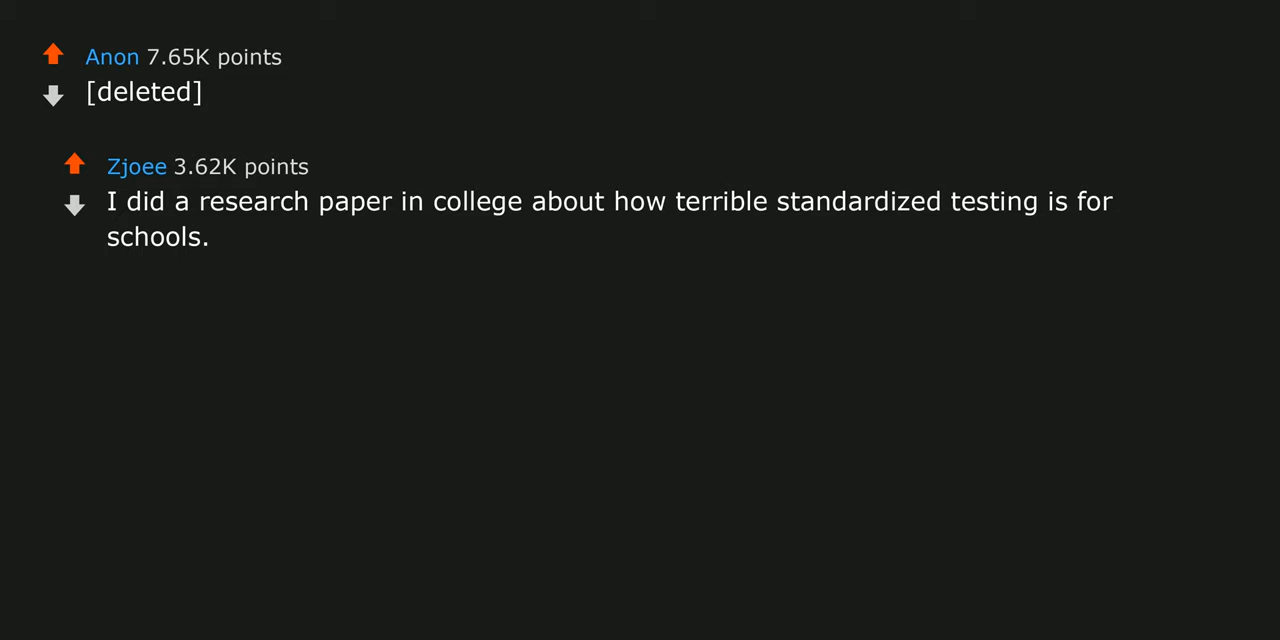 Anon 7.65K points
[deleted]
Zjoee 3.62K points
I did a research paper in college about how terrible standardized testing is for
schools.